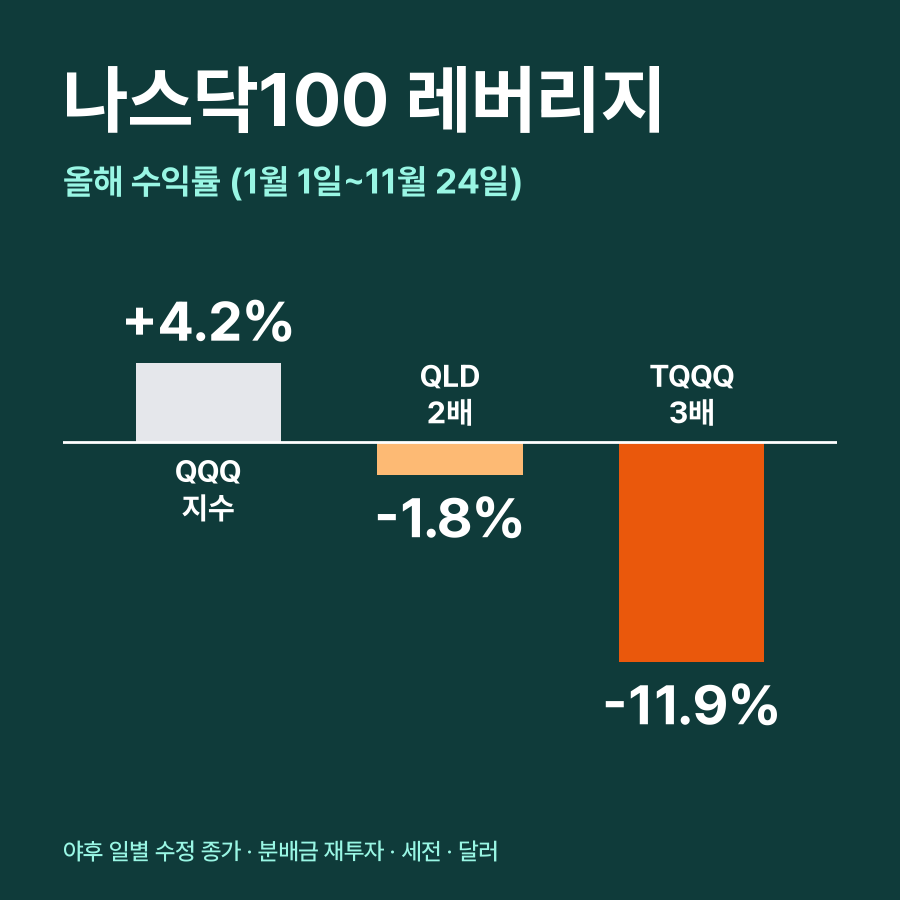 나스닥100 레버리지
올해 수익률 (1월 1일~11월 24일)
+4.2%
QQQ
지수
QLD
2배
-1.8%
TQQQ
3배
-11.9%
야후 일별 수정 종가 · 분배금 재투자 · 세전 · 달러